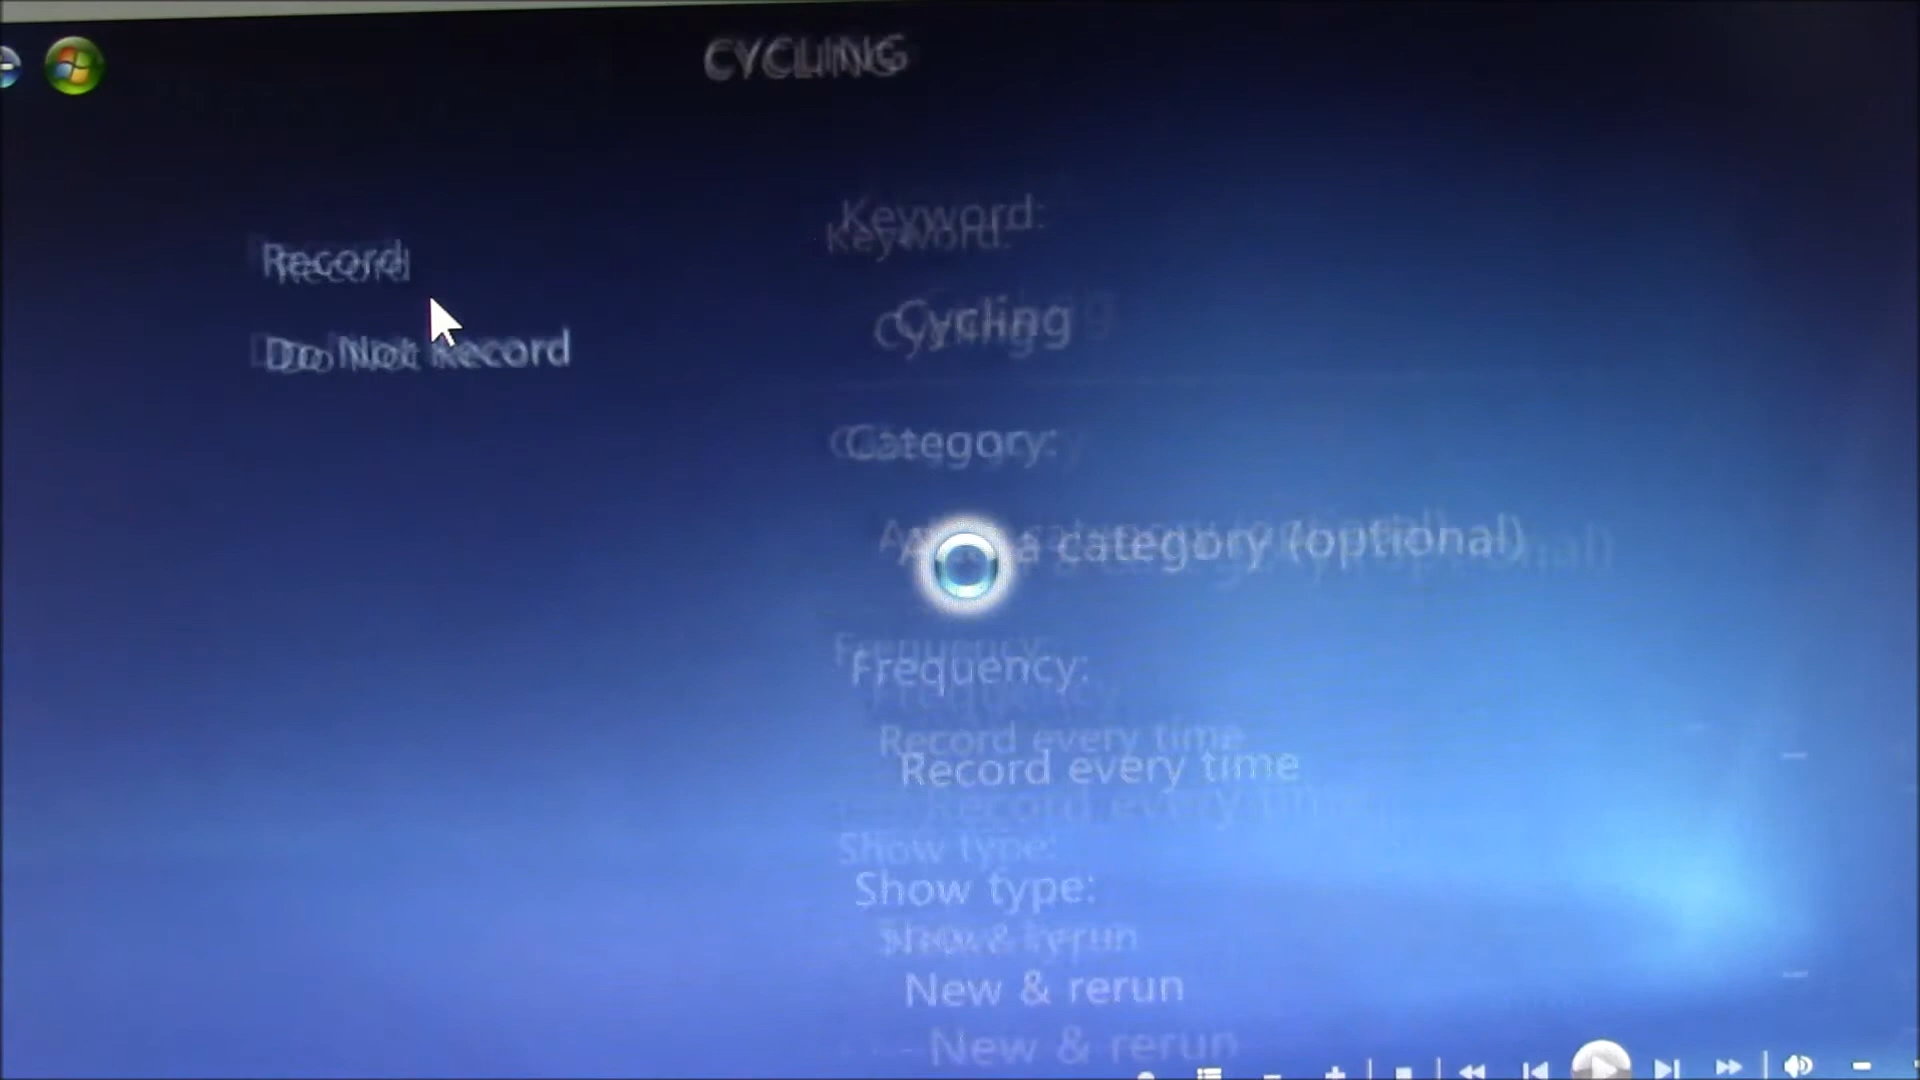 CYCLING
Record
Do Not Record
Keyword:
Cycling
Category:
a category (optional)
Frequency:
Record every time
Show type:
New & rerun